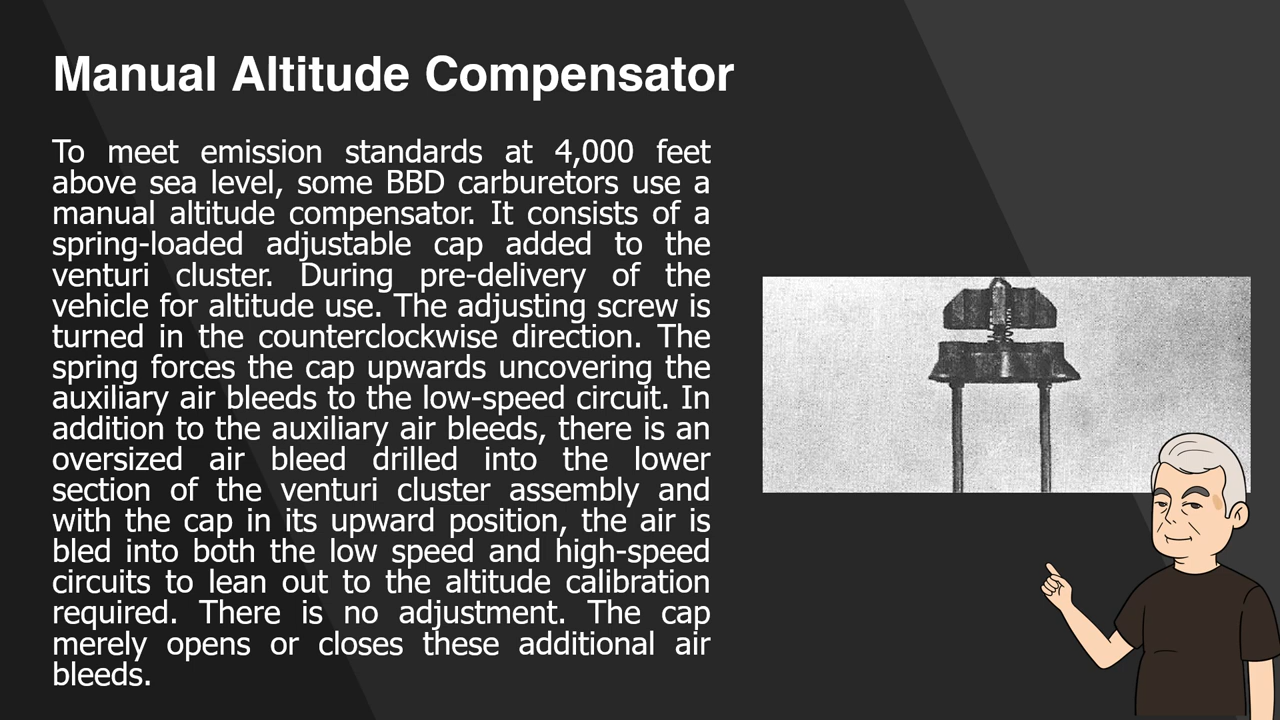 Manual Altitude Compensator
To meet emission standards at 4,000 feet
above sea level, some BBD carburetors use a
manual altitude compensator. It consists of a
spring-loaded adjustable cap added to the
venturi cluster. During pre-delivery of the
vehicle for altitude use. The adjusting screw is
turned in the counterclockwise direction. The
spring forces the cap upwards uncovering the
auxiliary air bleeds to the low-speed circuit. In
addition to the auxiliary air bleeds, there is an
oversized air bleed drilled into the lower
section of the venturi cluster assembly and
with the cap in its upward position, the air is
bled into both the low speed and high-speed
circuits to lean out to the altitude calibration
required. There is no adjustment. The cap
merely opens or closes these additional air
bleeds.